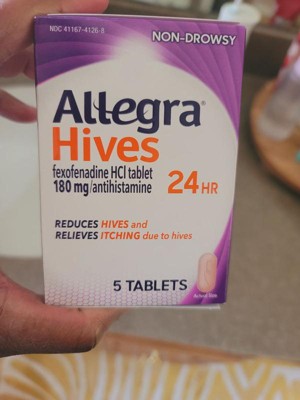 NDC 41167-4126-8
NON-DROWSY
Allegra®
Hives
fexofenadine HCl tablet
180 mg/antihistamine
24 HR
REDUCES HIVES and
RELIEVES ITCHING due to hives
5 TABLETS